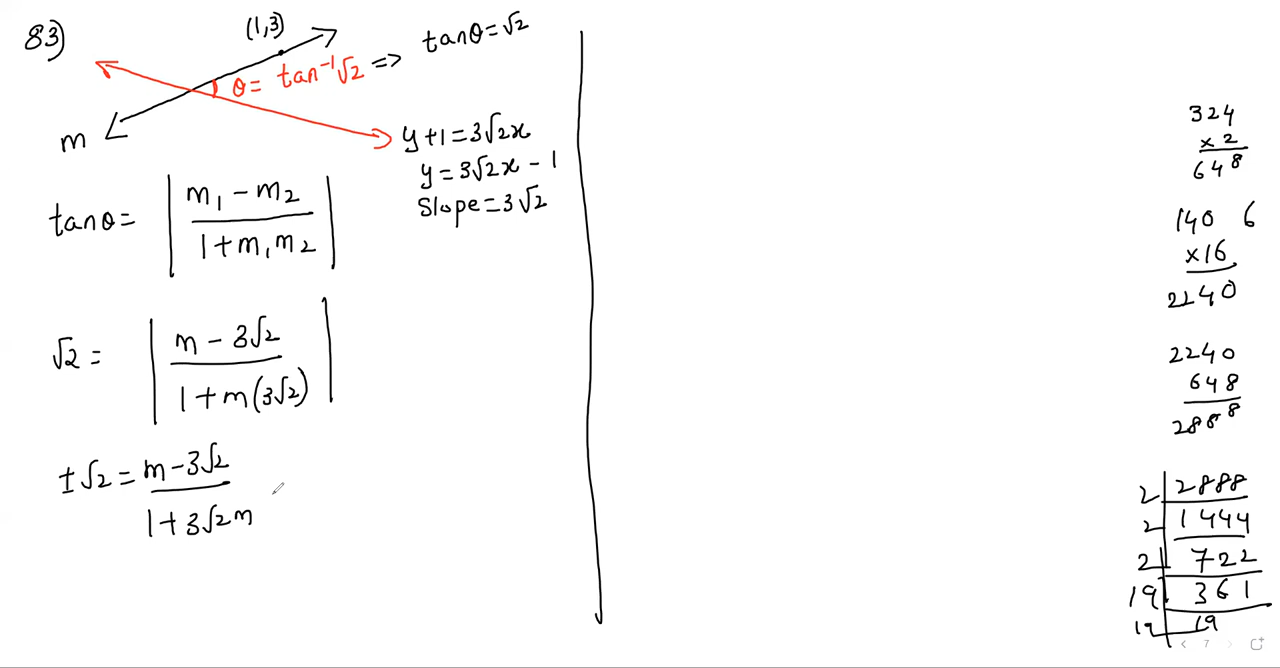 83)
(1,3)
θ = tan⁻¹√2 => tanθ = √2
m
y + 1 = 3√2x
y = 3√2x - 1
Slope = 3√2
tanθ = | (m₁ - m₂) / (1 + m₁m₂) |
√2 = | (m - 3√2) / (1 + m(3√2)) |
±√2 = (m - 3√2) / (1 + 3√2m)
324
x 2
648
140 6
x16
2240
2240
648
2888
2 | 2888
2 | 1444
2 | 722
19 | 361
19 | 19
7